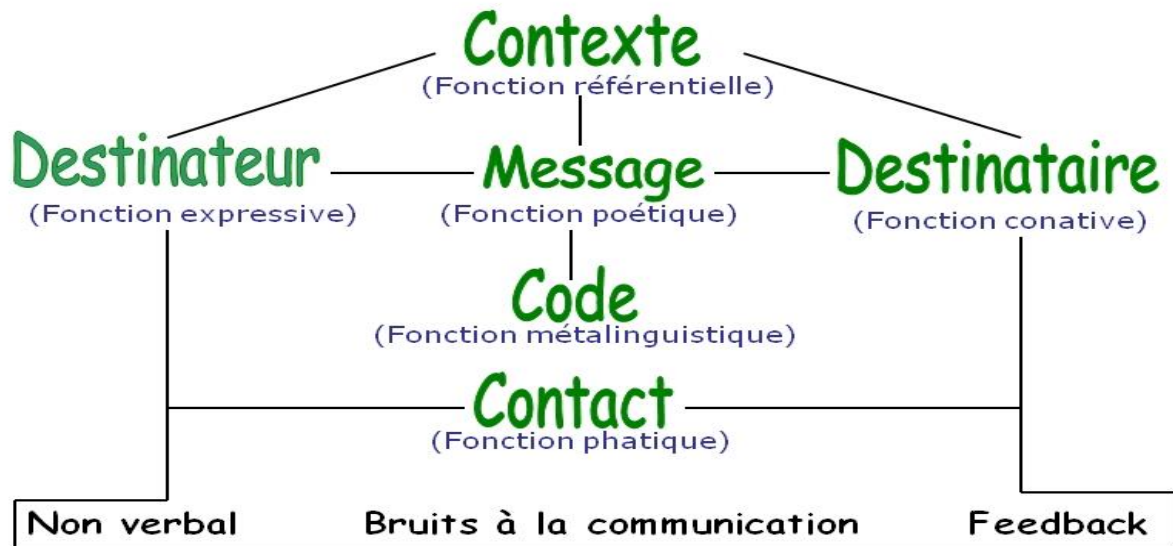 Contexte
(Fonction référentielle)
Destinateur Message Destinataire
(Fonction expressive) (Fonction poétique) (Fonction conative)
Code
(Fonction métalinguistique)
Contact
(Fonction phatique)
Non verbal Bruits à la communication Feedback